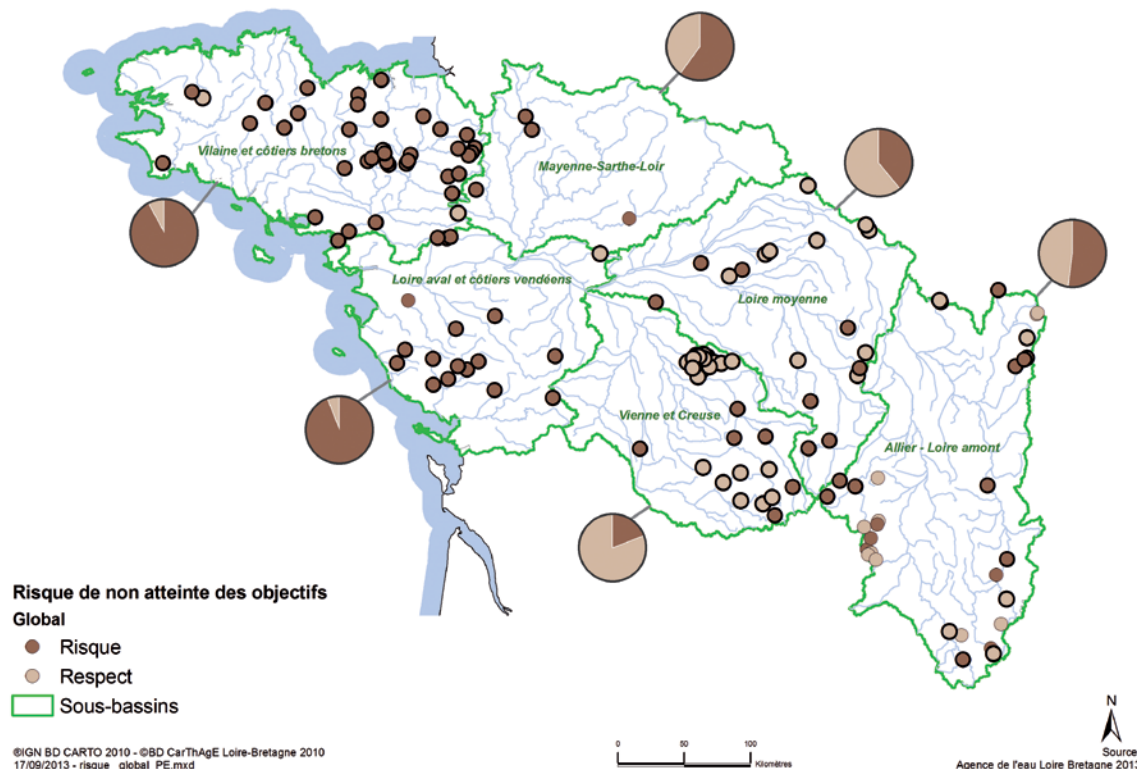 Vilaine et côtiers bretons
Mayenne-Sarthe-Loir
Loire aval et côtiers vendéens
Loire moyenne
Vienne et Creuse
Allier - Loire amont
Risque de non atteinte des objectifs
Global
Risque
Respect
Sous-bassins
©IGN BD CARTO 2010 - ©BD CarThAgE Loire-Bretagne 2010
17/09/2013 - risque_global_PE.mxd
0 50 100
Kilomètres
N
Source
Agence de l'eau Loire Bretagne 2013